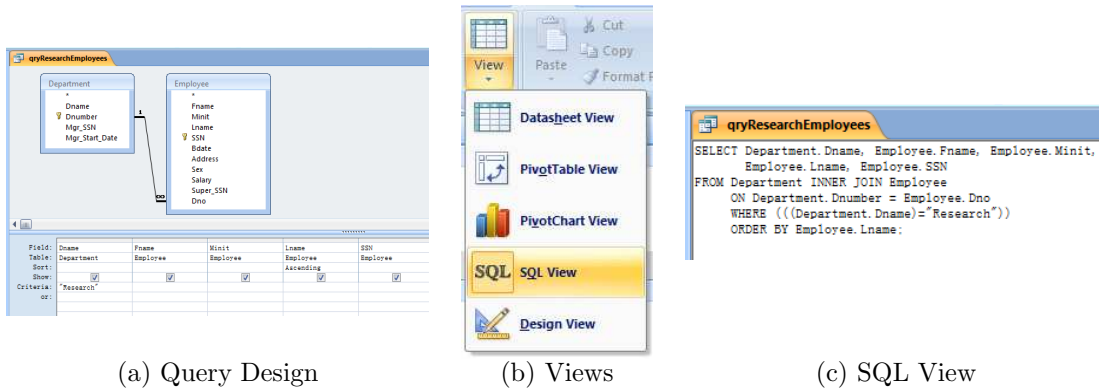 qryResearchEmployees
Department
*
Dname
Dnumber
Mgr_SSN
Mgr_Start_Date
1
∞
Employee
*
Fname
Minit
Lname
SSN
Bdate
Address
Sex
Salary
Super_SSN
Dno
Field: Dname Fname Minit Lname SSN
Table: Department Employee Employee Employee Employee
Sort: Ascending
Show:
Criteria: "Research"
or:
(a) Query Design
View
Paste
Cut
Copy
Format
Datasheet View
PivotTable View
PivotChart View
SQL SQL View
Design View
(b) Views
qryResearchEmployees
SELECT Department.Dname, Employee.Fname, Employee.Minit,
Employee.Lname, Employee.SSN
FROM Department INNER JOIN Employee
ON Department.Dnumber = Employee.Dno
WHERE (((Department.Dname)="Research"))
ORDER BY Employee.Lname;
(c) SQL View